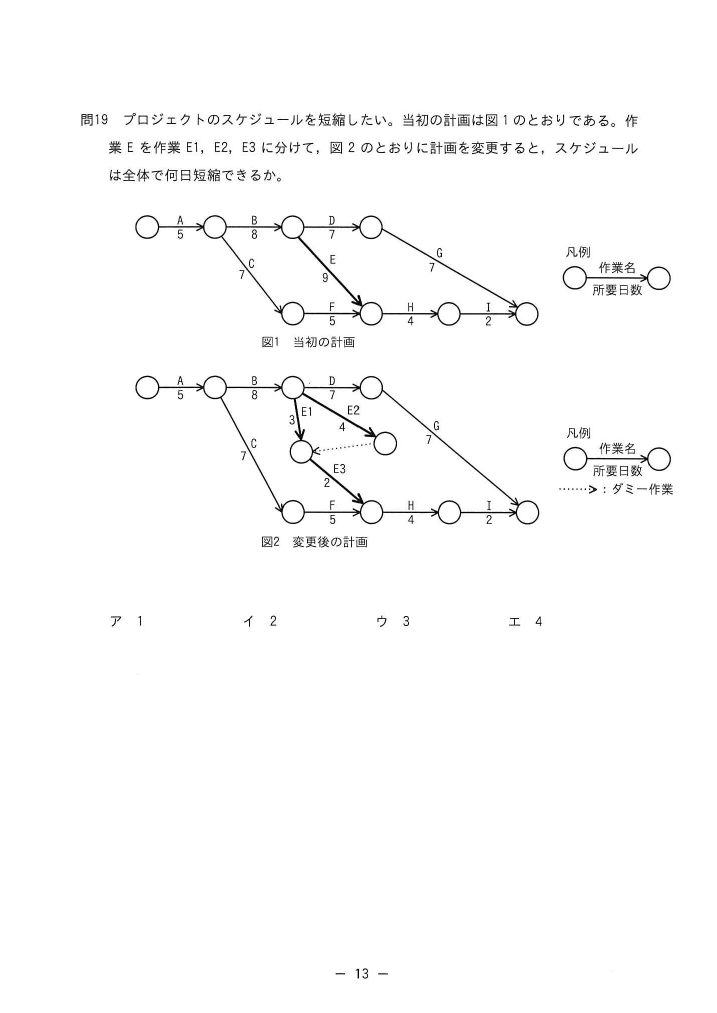 問19　プロジェクトのスケジュールを短縮したい。当初の計画は図1のとおりである。作
業 E を作業 E1，E2，E3 に分けて，図 2 のとおりに計画を変更すると，スケジュール
は全体で何日短縮できるか。
A
5
B
8
D
7
C
7
E
9
G
7
F
5
H
4
I
2
凡例
作業名
所要日数
図1　当初の計画
A
5
B
8
D
7
E1
3
E2
4
C
7
E3
2
G
7
F
5
H
4
I
2
凡例
作業名
所要日数
：ダミー作業
図2　変更後の計画
ア　1　　イ　2　　ウ　3　　エ　4
— 13 —